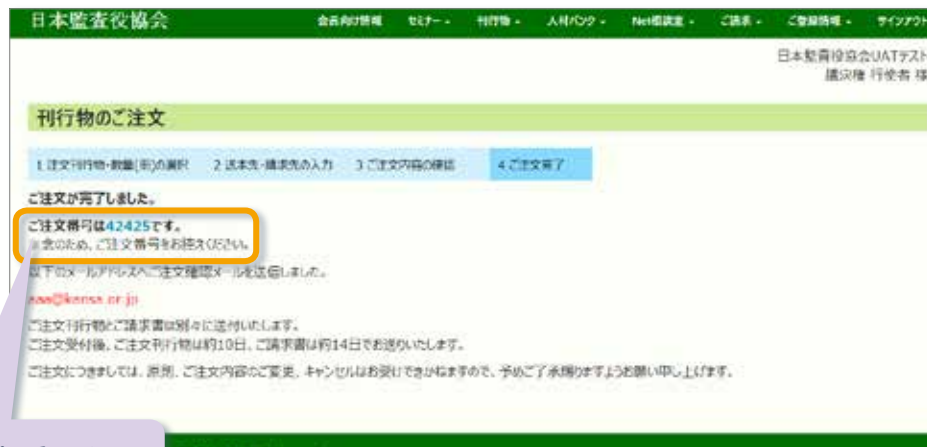 日本監査役協会
会員向け情報 セミナー 刊行物 人材バンク Net相談室 ご請求 ご登録情報 サインアウト
日本監査役協会UATテスト
議決権 行使者 様
刊行物のご注文
1 注文刊行物・数量(形)の選択 2 送本先・請求先の入力 3 ご注文内容の確認 4 ご注文完了
ご注文が完了しました。
ご注文番号は42425です。
※念のため、ご注文番号をお控えください。
以下のメールアドレスへご注文確認メールを送信しました。
aaa@kansa.or.jp
ご注文刊行物とご請求書は別々に送付いたします。
ご注文受付後、ご注文刊行物は約10日、ご請求書は約14日でお送りいたします。
ご注文につきましては、原則、ご注文内容のご変更、キャンセルはお受けできかねますので、予めご了承賜りますようお願い申し上げます。